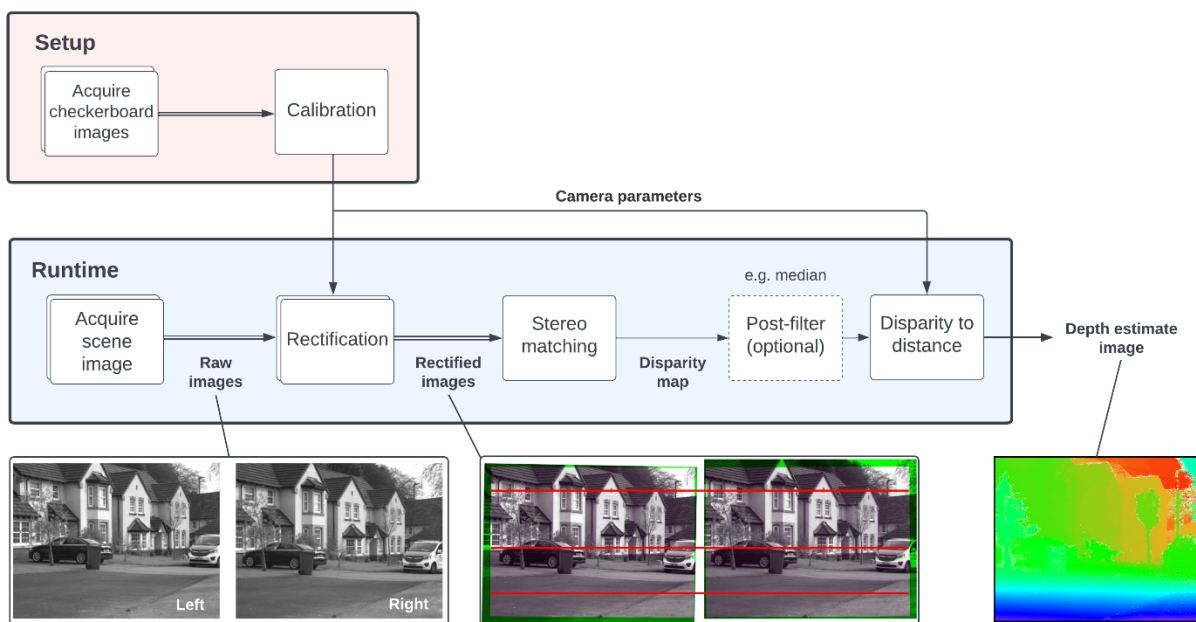 Setup
Acquire
checkerboard
images
Calibration
Camera parameters
Runtime
Acquire
scene
image
Raw
images
Rectification
Rectified
images
Stereo
matching
Disparity
map
e.g. median
Post-filter
(optional)
Disparity to
distance
Depth estimate
image
Left
Right